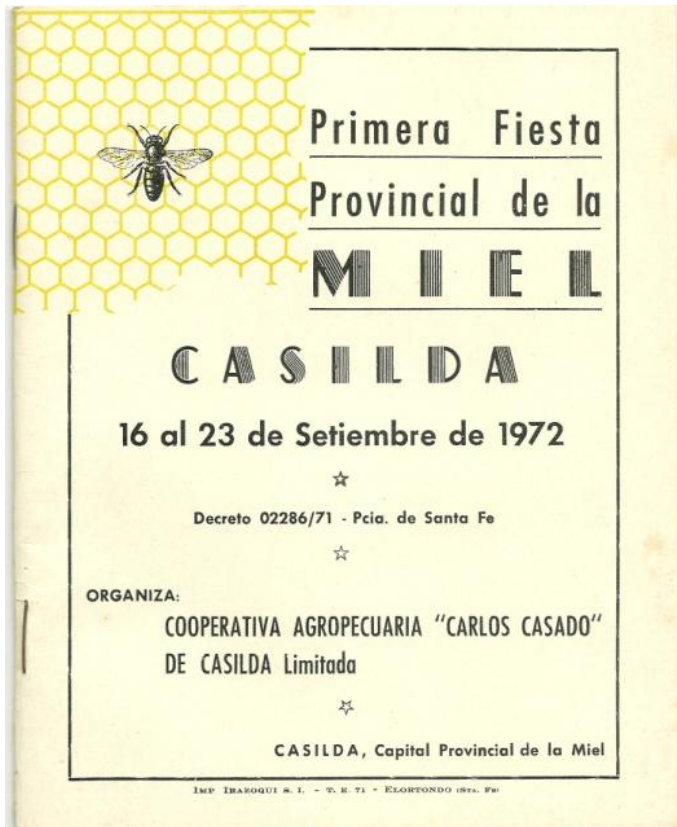 Primera Fiesta
Provincial de la
MIEL
CASILDA
16 al 23 de Setiembre de 1972
Decreto 02286/71 - Pcia. de Santa Fe
ORGANIZA:
COOPERATIVA AGROPECUARIA "CARLOS CASADO"
DE CASILDA Limitada
CASILDA, Capital Provincial de la Miel
IMP IRAZOQUI S. I. - T. E. 71 - ELORTONDO (STA. FE)